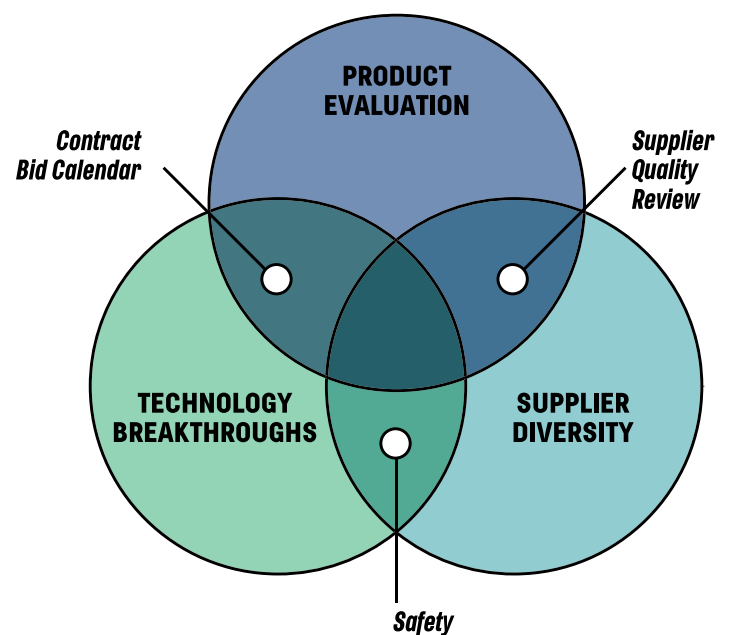 PRODUCT
EVALUATION
Contract
Bid Calendar
Supplier
Quality
Review
TECHNOLOGY
BREAKTHROUGHS
SUPPLIER
DIVERSITY
Safety